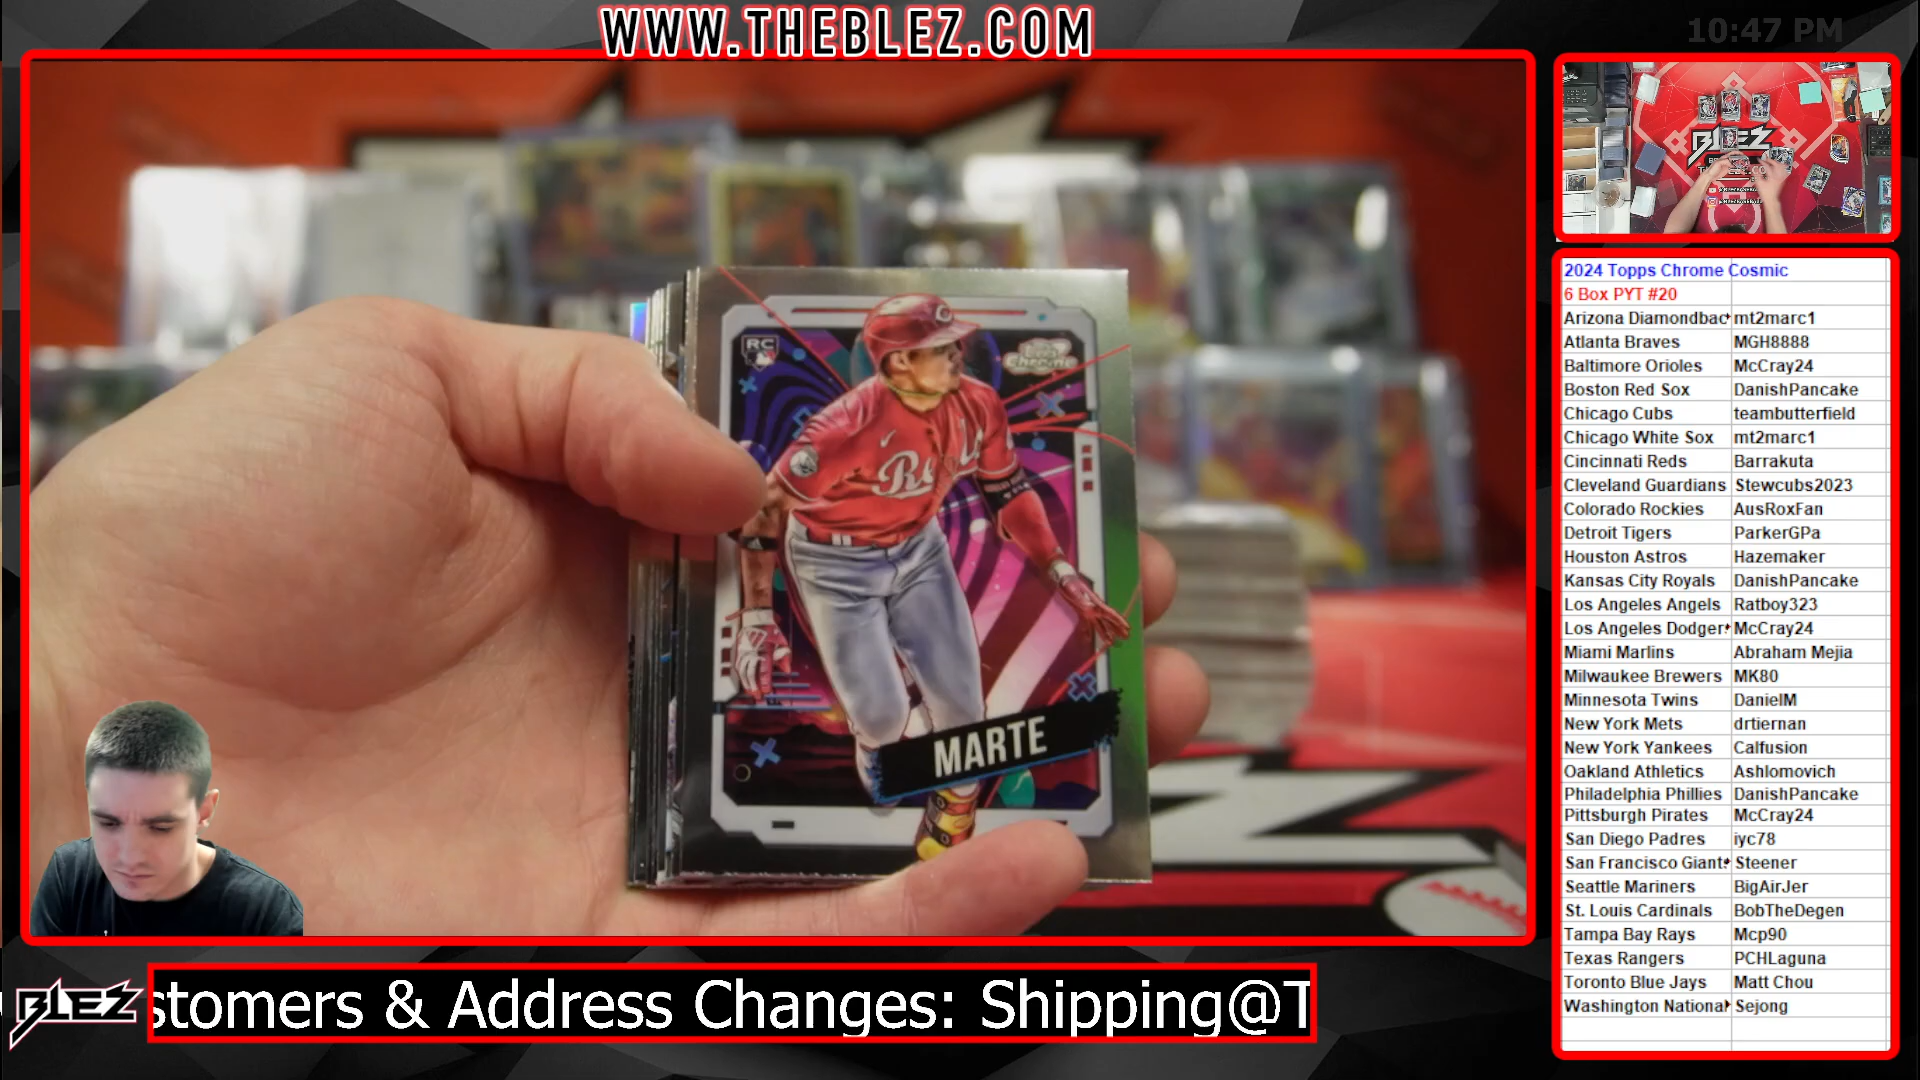 WWW.THEBLEZ.COM
10:47 PM
RC
Chrome
Reds
MARTE
BLEZ
2024 Topps Chrome Cosmic
6 Box PYT #20
Arizona Diamondbac mt2marc1
Atlanta Braves MGH8888
Baltimore Orioles McCray24
Boston Red Sox DanishPancake
Chicago Cubs teambutterfield
Chicago White Sox mt2marc1
Cincinnati Reds Barrakuta
Cleveland Guardians Stewcubs2023
Colorado Rockies AusRoxFan
Detroit Tigers ParkerGPa
Houston Astros Hazemaker
Kansas City Royals DanishPancake
Los Angeles Angels Ratboy323
Los Angeles Dodger McCray24
Miami Marlins Abraham Mejia
Milwaukee Brewers MK80
Minnesota Twins DanielM
New York Mets drtiernan
New York Yankees Calfusion
Oakland Athletics Ashlomovich
Philadelphia Phillies DanishPancake
Pittsburgh Pirates McCray24
San Diego Padres iyc78
San Francisco Giant Steener
Seattle Mariners BigAirJer
St. Louis Cardinals BobTheDegen
Tampa Bay Rays Mcp90
Texas Rangers PCHLaguna
Toronto Blue Jays Matt Chou
Washington National Sejong
BLEZ
stomers & Address Changes: Shipping@T